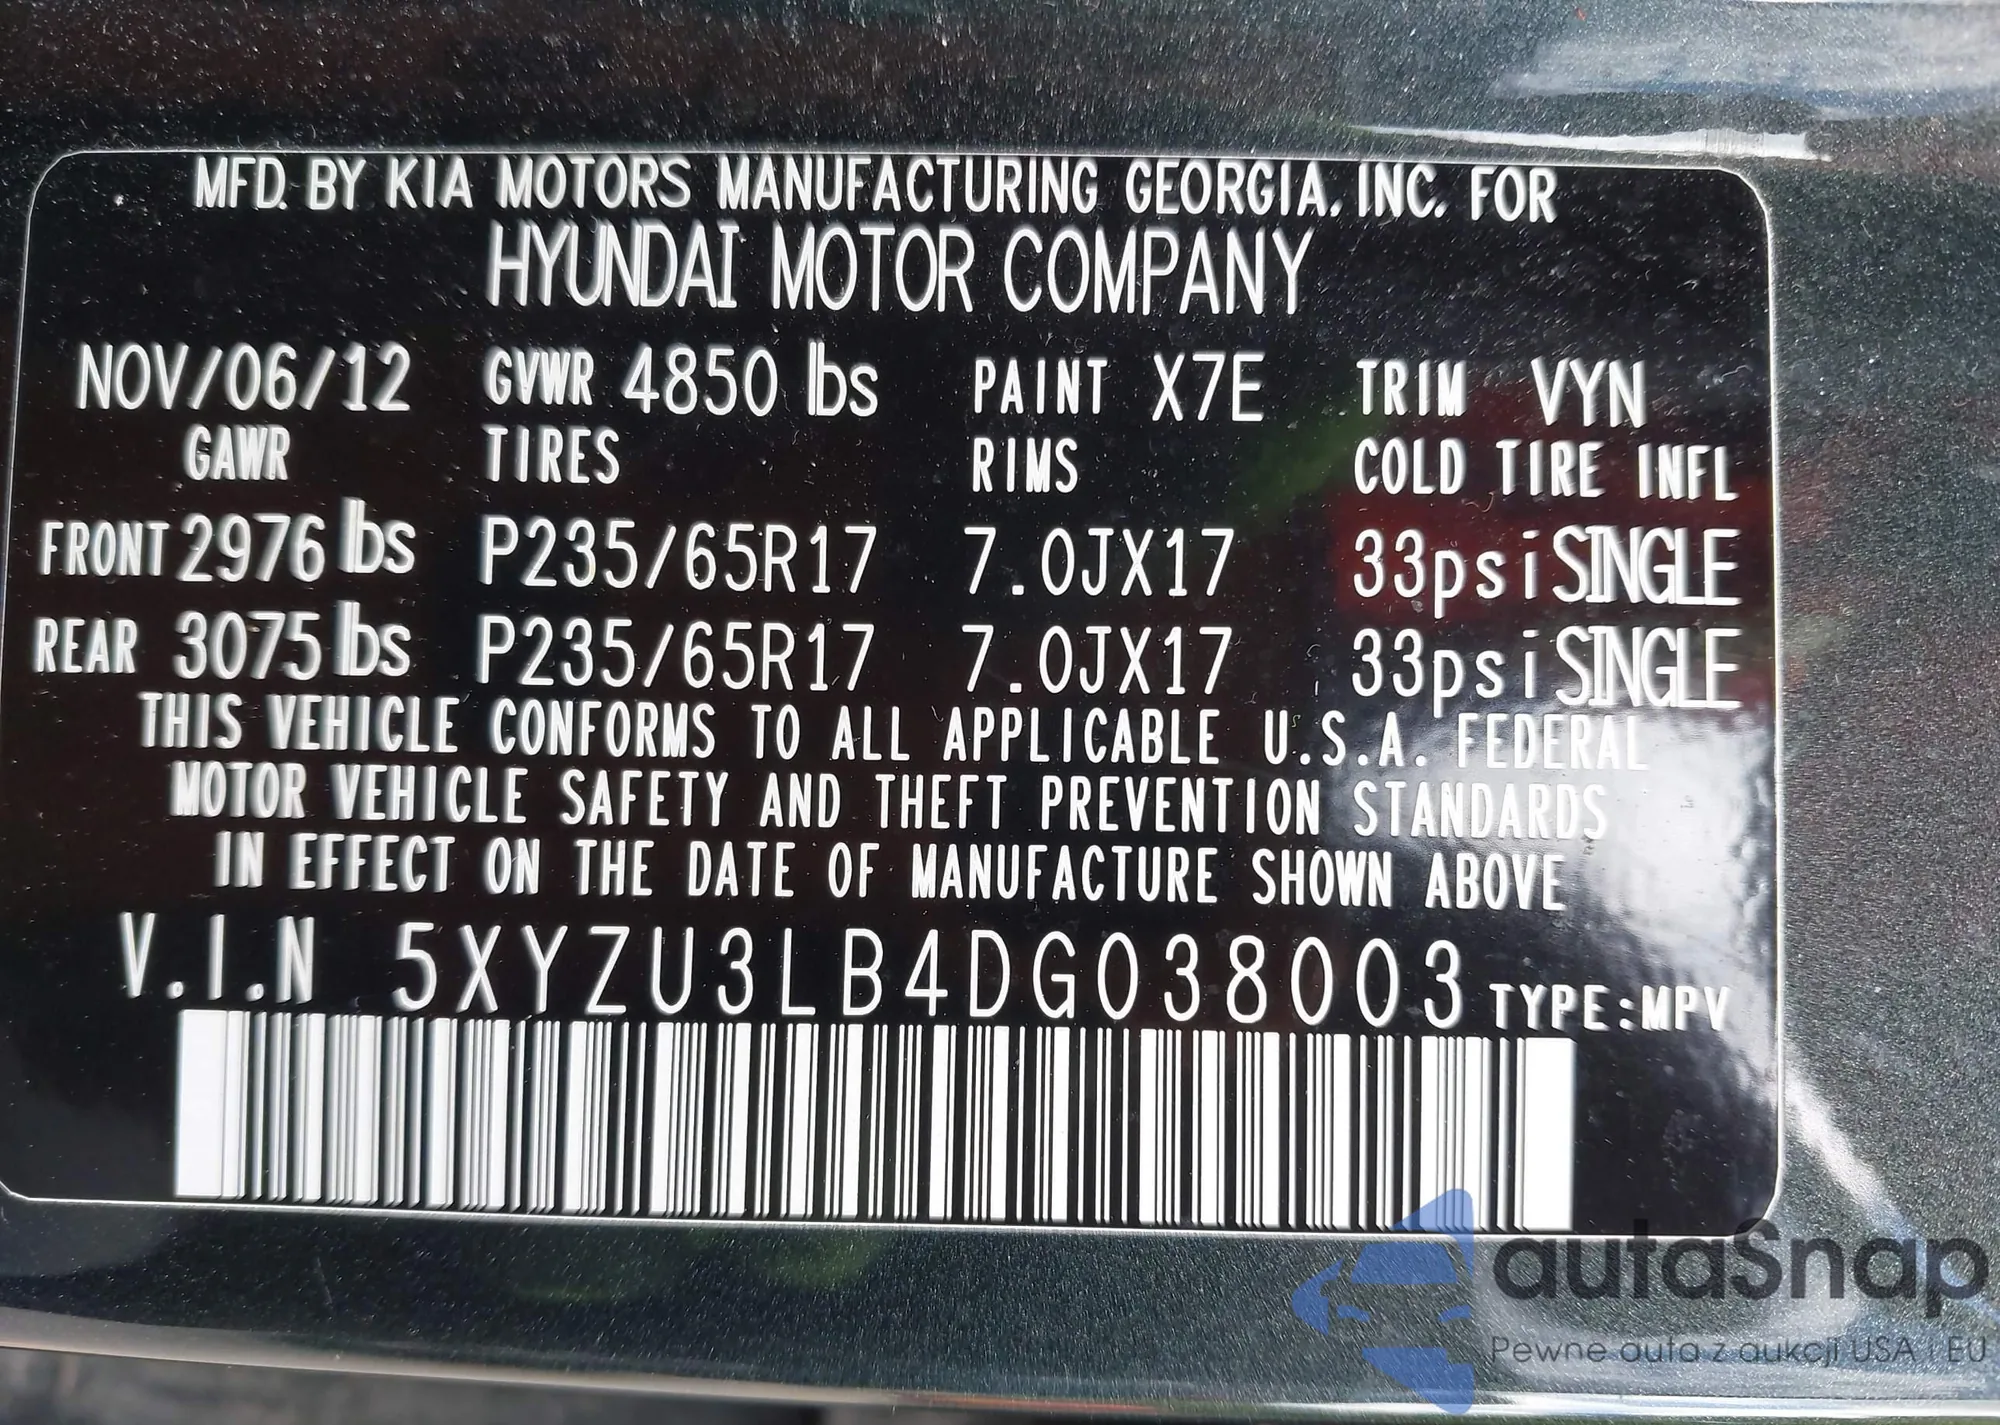 MFD. BY KIA MOTORS MANUFACTURING GEORGIA. INC. FOR
HYUNDAI MOTOR COMPANY
NOV/06/12 GVWR 4850 lbs PAINT X7E TRIM VYN
GAWR TIRES RIMS COLD TIRE INFL
FRONT 2976 lbs P235/65R17 7.0JX17 33psi SINGLE
REAR 3075 lbs P235/65R17 7.0JX17 33psi SINGLE
THIS VEHICLE CONFORMS TO ALL APPLICABLE U.S.A. FEDERAL
MOTOR VEHICLE SAFETY AND THEFT PREVENTION STANDARDS
IN EFFECT ON THE DATE OF MANUFACTURE SHOWN ABOVE
V.I.N 5XYZU3LB4DG038003 TYPE:MPV
autaSnap
Pewne auta z aukcji USA i EU